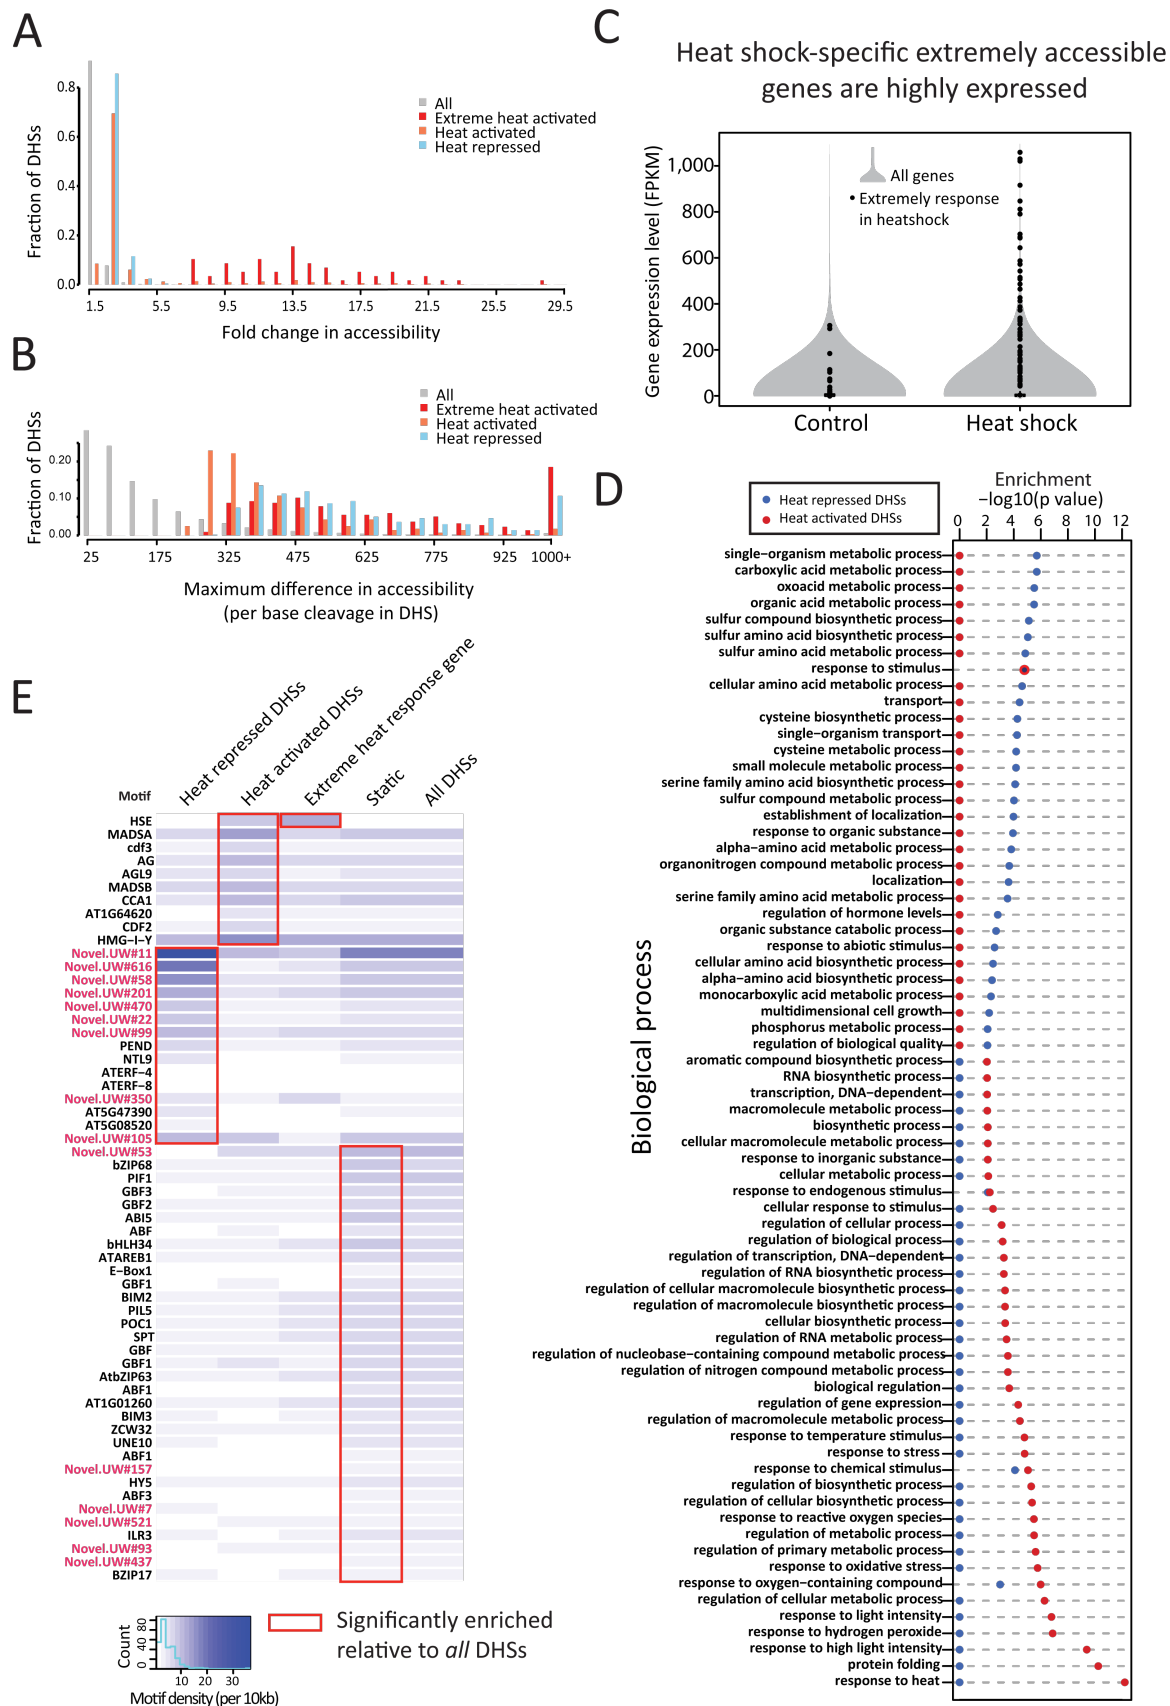 A
Fraction of DHSs
0.8
0.6
0.4
0.2
0.0
All
Extreme heat activated
Heat activated
Heat repressed
1.5 5.5 9.5 13.5 17.5 21.5 25.5 29.5
Fold change in accessibility
B
Fraction of DHSs
0.20
0.10
0.00
All
Extreme heat activated
Heat activated
Heat repressed
25 175 325 475 625 775 925 1000+
Maximum difference in accessibility
(per base cleavage in DHS)
C
Heat shock-specific extremely accessible
genes are highly expressed
Gene expression level (FPKM)
1,000
800
600
400
200
0
All genes
Extremely response
in heatshock
Control Heat shock
D
Heat repressed DHSs
Heat activated DHSs
Enrichment
−log10(p value)
0 2 4 6 8 10 12
Biological process
single−organism metabolic process
carboxylic acid metabolic process
oxoacid metabolic process
organic acid metabolic process
sulfur compound biosynthetic process
sulfur amino acid biosynthetic process
sulfur amino acid metabolic process
response to stimulus
cellular amino acid metabolic process
transport
cysteine biosynthetic process
single−organism transport
cysteine metabolic process
small molecule metabolic process
serine family amino acid biosynthetic process
sulfur compound metabolic process
establishment of localization
response to organic substance
alpha−amino acid metabolic process
organonitrogen compound metabolic process
localization
serine family amino acid metabolic process
regulation of hormone levels
organic substance catabolic process
response to abiotic stimulus
cellular amino acid biosynthetic process
alpha−amino acid biosynthetic process
monocarboxylic acid metabolic process
multidimensional cell growth
phosphorus metabolic process
regulation of biological quality
aromatic compound biosynthetic process
RNA biosynthetic process
transcription, DNA−dependent
macromolecule metabolic process
biosynthetic process
cellular macromolecule metabolic process
response to inorganic substance
cellular metabolic process
response to endogenous stimulus
cellular response to stimulus
regulation of cellular process
regulation of biological process
regulation of transcription, DNA−dependent
regulation of RNA biosynthetic process
regulation of cellular macromolecule biosynthetic process
regulation of macromolecule biosynthetic process
cellular biosynthetic process
regulation of RNA metabolic process
regulation of nucleobase−containing compound metabolic process
regulation of nitrogen compound metabolic process
biological regulation
regulation of gene expression
regulation of macromolecule metabolic process
response to temperature stimulus
response to stress
response to chemical stimulus
regulation of biosynthetic process
regulation of cellular biosynthetic process
response to reactive oxygen species
regulation of metabolic process
regulation of primary metabolic process
response to oxidative stress
response to oxygen−containing compound
regulation of cellular metabolic process
response to light intensity
response to hydrogen peroxide
response to high light intensity
protein folding
response to heat
E
Motif
Heat repressed DHSs
Heat activated DHSs
Extreme heat response gene
Static
All DHSs
HSE
MADSA
cdf3
AG
AGL9
MADSB
CCA1
AT1G64620
CDF2
HMG−I−Y
Novel.UW#11
Novel.UW#616
Novel.UW#58
Novel.UW#201
Novel.UW#470
Novel.UW#22
Novel.UW#99
PEND
NTL9
ATERF−4
ATERF−8
Novel.UW#350
AT5G47390
AT5G08520
Novel.UW#105
Novel.UW#53
bZIP68
PIF1
GBF3
GBF2
ABI5
ABF
bHLH34
ATAREB1
E−Box1
GBF1
BIM2
PIL5
POC1
SPT
GBF
GBF1
AtbZIP63
ABF1
AT1G01260
BIM3
ZCW32
UNE10
ABF1
Novel.UW#157
HY5
ABF3
Novel.UW#7
Novel.UW#521
ILR3
Novel.UW#93
Novel.UW#437
BZIP17
Count
0 40 80
10 20 30
Motif density (per 10kb)
Significantly enriched
relative to all DHSs